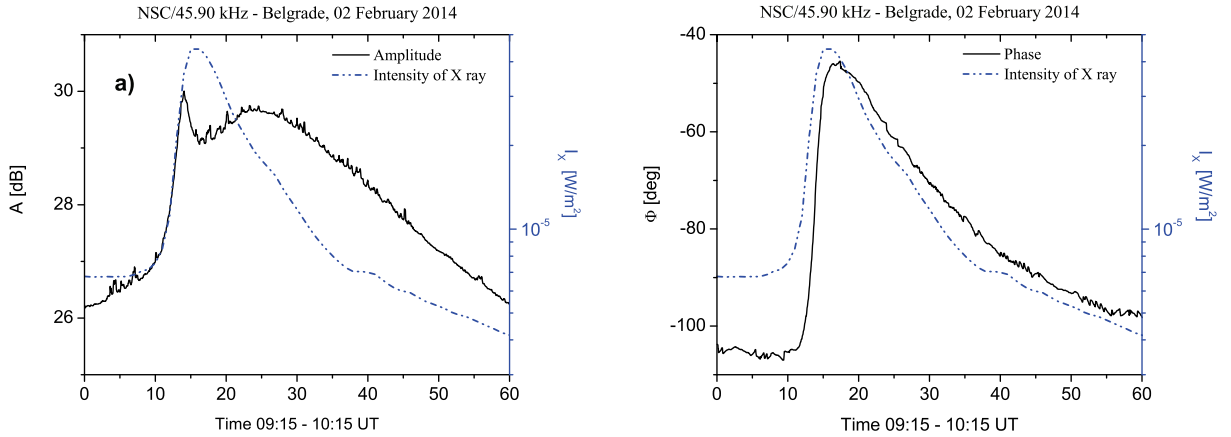 NSC/45.90 kHz - Belgrade, 02 February 2014
a)
Amplitude
Intensity of X ray
30
28
26
A [dB]
10⁻⁵
I_X [W/m²]
0 10 20 30 40 50 60
Time 09:15 - 10:15 UT
NSC/45.90 kHz - Belgrade, 02 February 2014
Phase
Intensity of X ray
-40
-60
-80
-100
Φ [deg]
10⁻⁵
I_X [W/m²]
0 10 20 30 40 50 60
Time 09:15 - 10:15 UT